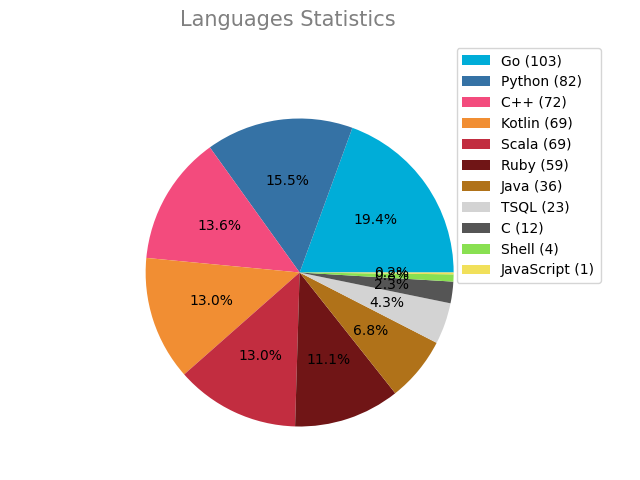 Languages Statistics
Go (103)
Python (82)
C++ (72)
Kotlin (69)
Scala (69)
Ruby (59)
Java (36)
TSQL (23)
C (12)
Shell (4)
JavaScript (1)
15.5%
19.4%
13.6%
13.0%
13.0%
11.1%
6.8%
4.3%
2.3%
0.2%